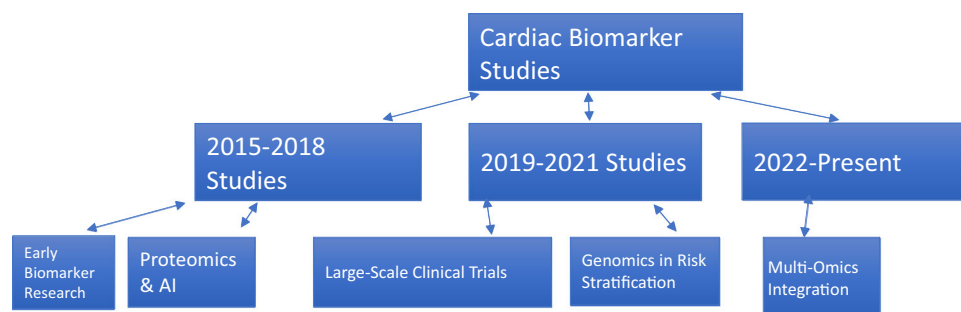 Cardiac Biomarker
Studies
2015-2018
Studies
2019-2021 Studies
2022-Present
Early
Biomarker
Research
Proteomics
& AI
Large-Scale Clinical Trials
Genomics in Risk
Stratification
Multi-Omics
Integration